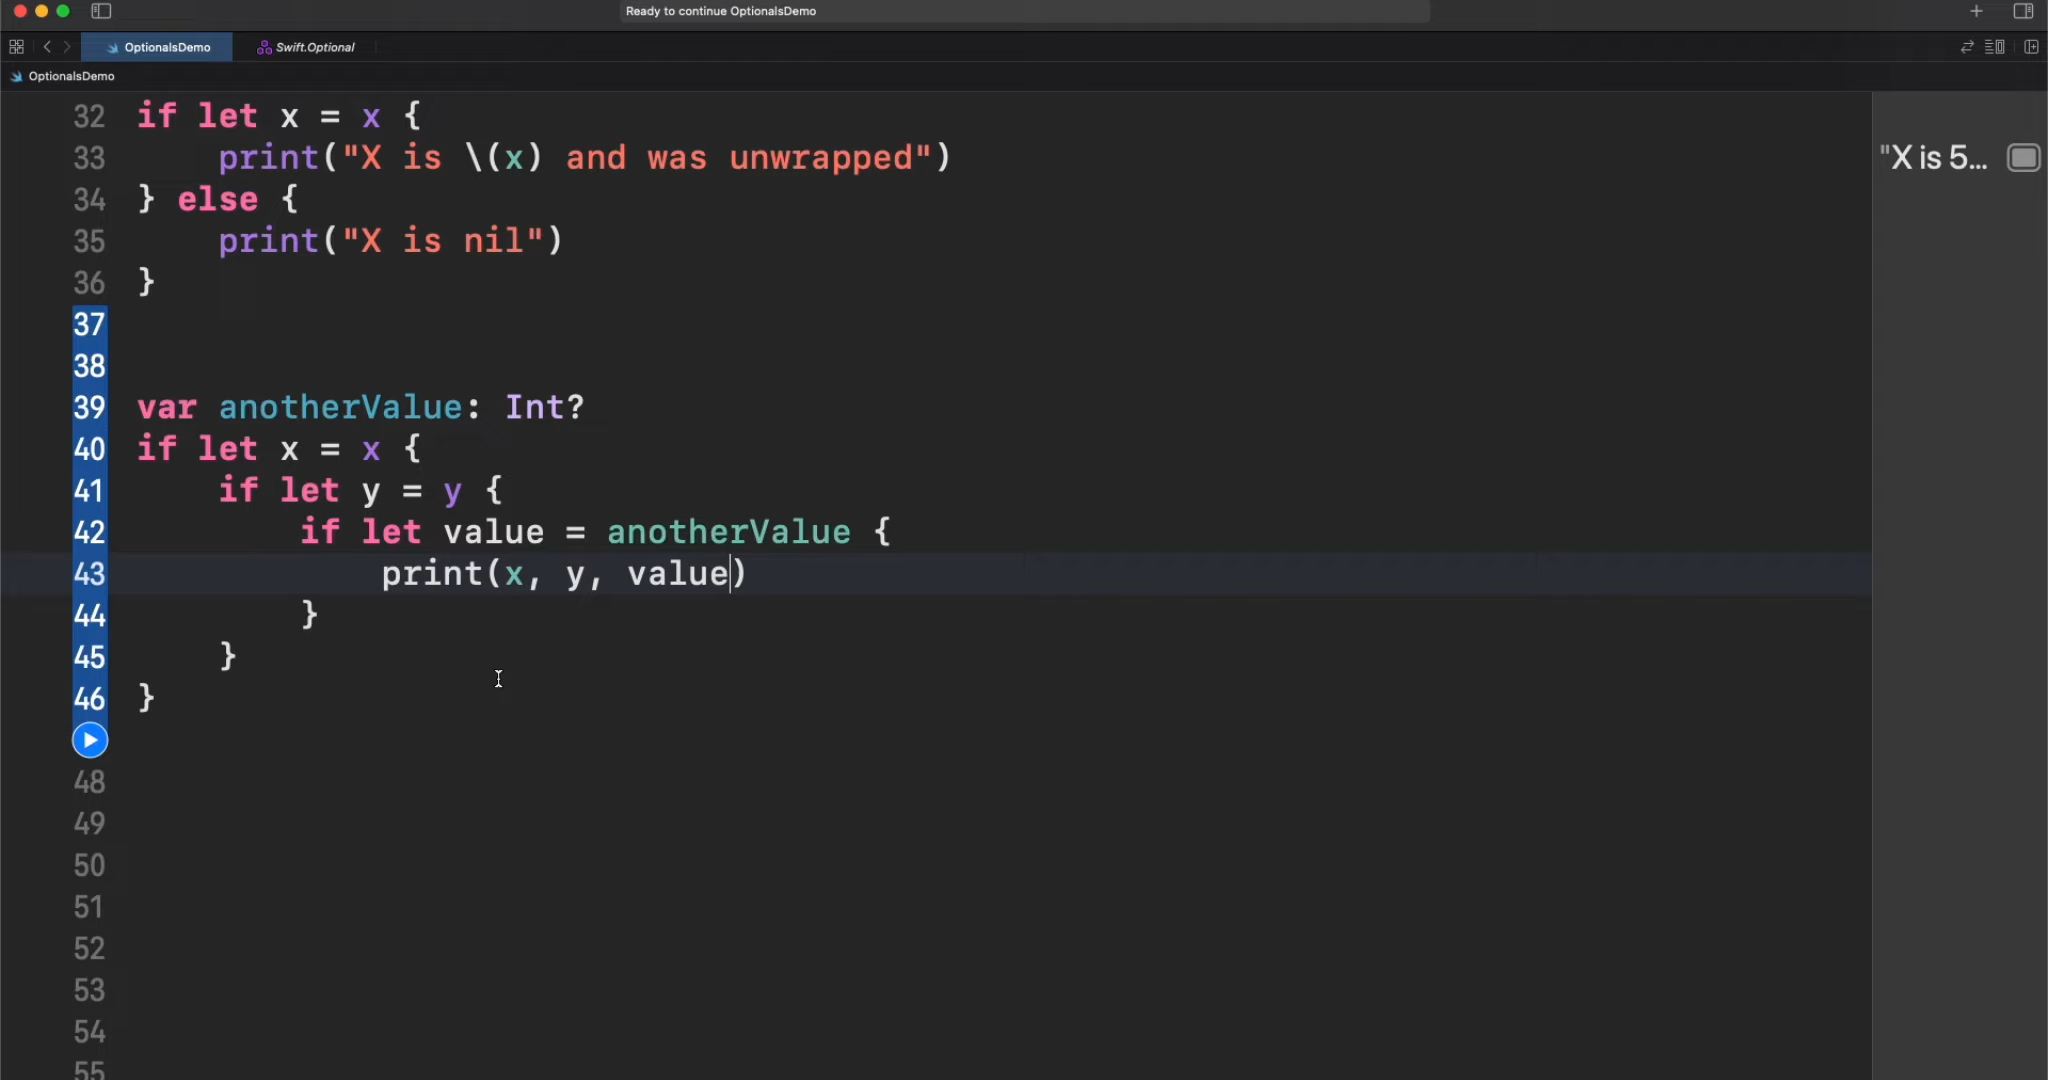 Ready to continue OptionalsDemo
OptionalsDemo
Swift.Optional
OptionalsDemo
32 if let x = x {
33 print("X is \(x) and was unwrapped")
"X is 5...
34 } else {
35 print("X is nil")
36 }
37
38
39 var anotherValue: Int?
40 if let x = x {
41 if let y = y {
42 if let value = anotherValue {
43 print(x, y, value)
44 }
45 }
46 }
48
49
50
51
52
53
54
55